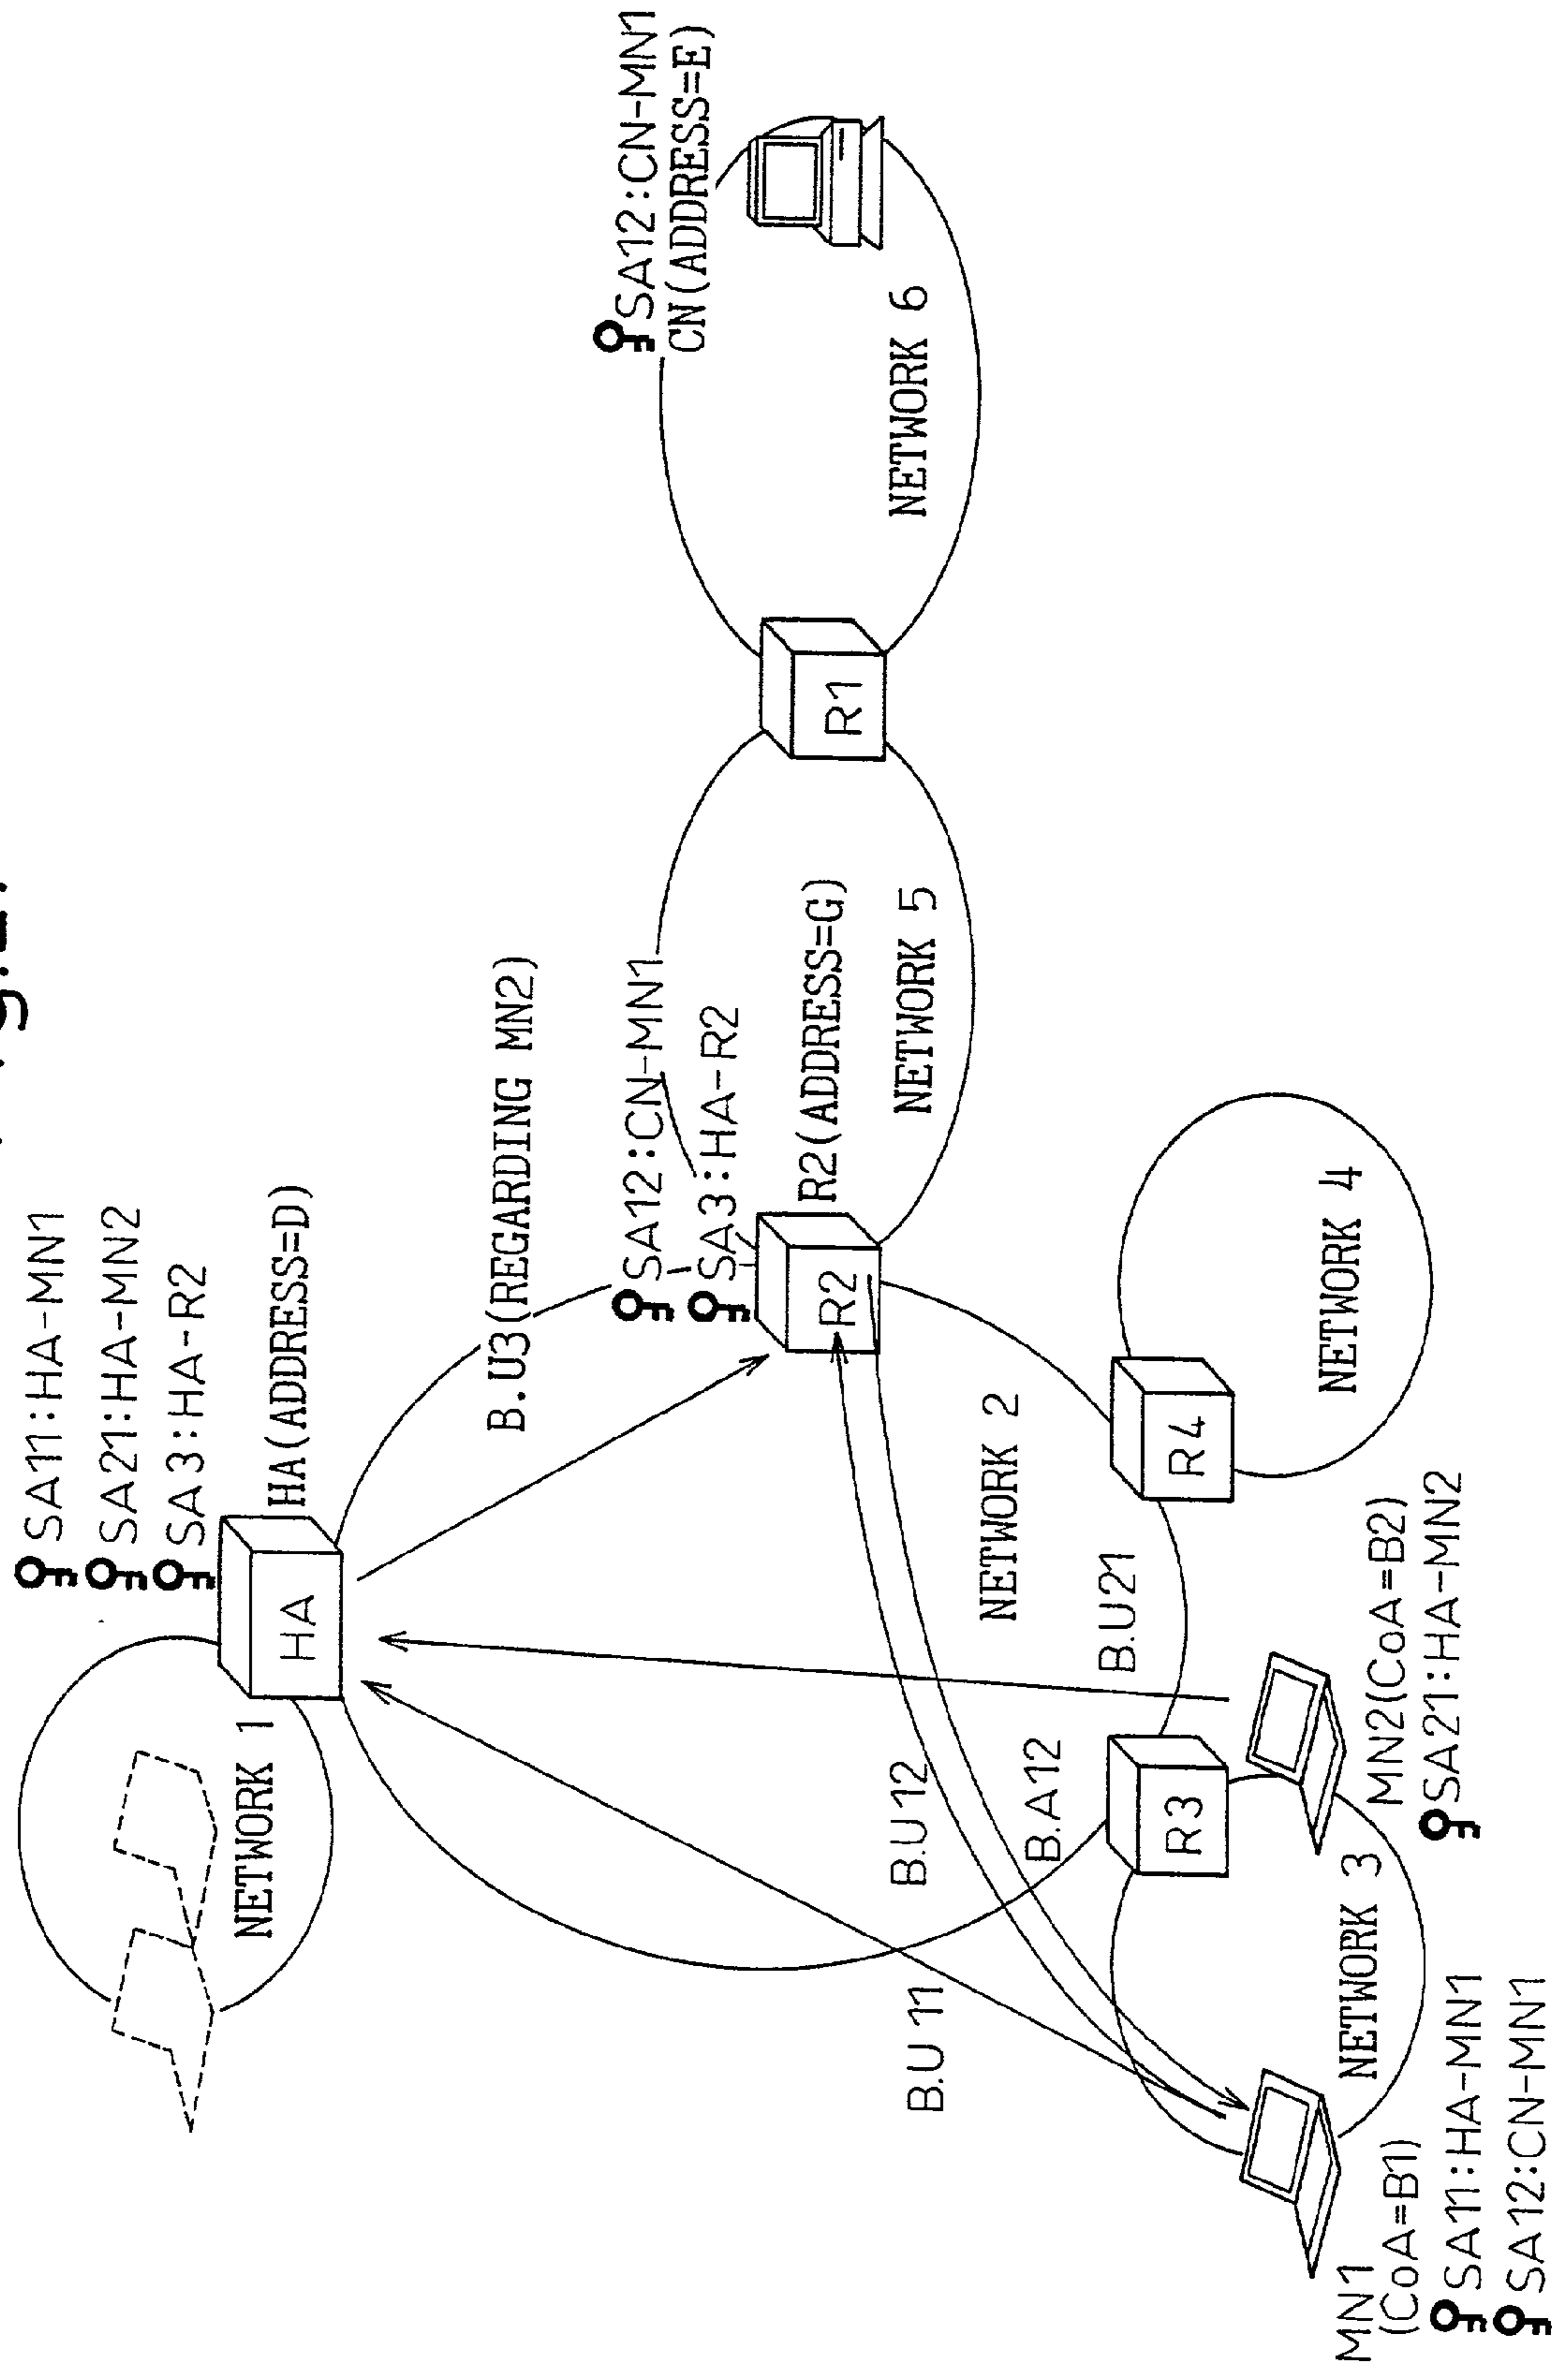 SA11:HA-MN1
SA21:HA-MN2
SA3:HA-R2
HA(ADDRESS=D)
HA
NETWORK 1
B.U3(REGARDING MN2)
SA12:CN-MN1
SA3:HA-R2
R2(ADDRESS=G)
R2
NETWORK 5
R1
SA12:CN-MN1
CN(ADDRESS=E)
NETWORK 6
NETWORK 2
B.U 11
B.U 12
B.A12
B.U21
R3
R4
NETWORK 4
NETWORK 3
MN2(CoA=B2)
SA21:HA-MN2
MN1
(CoA=B1)
SA11:HA-MN1
SA12:CN-MN1